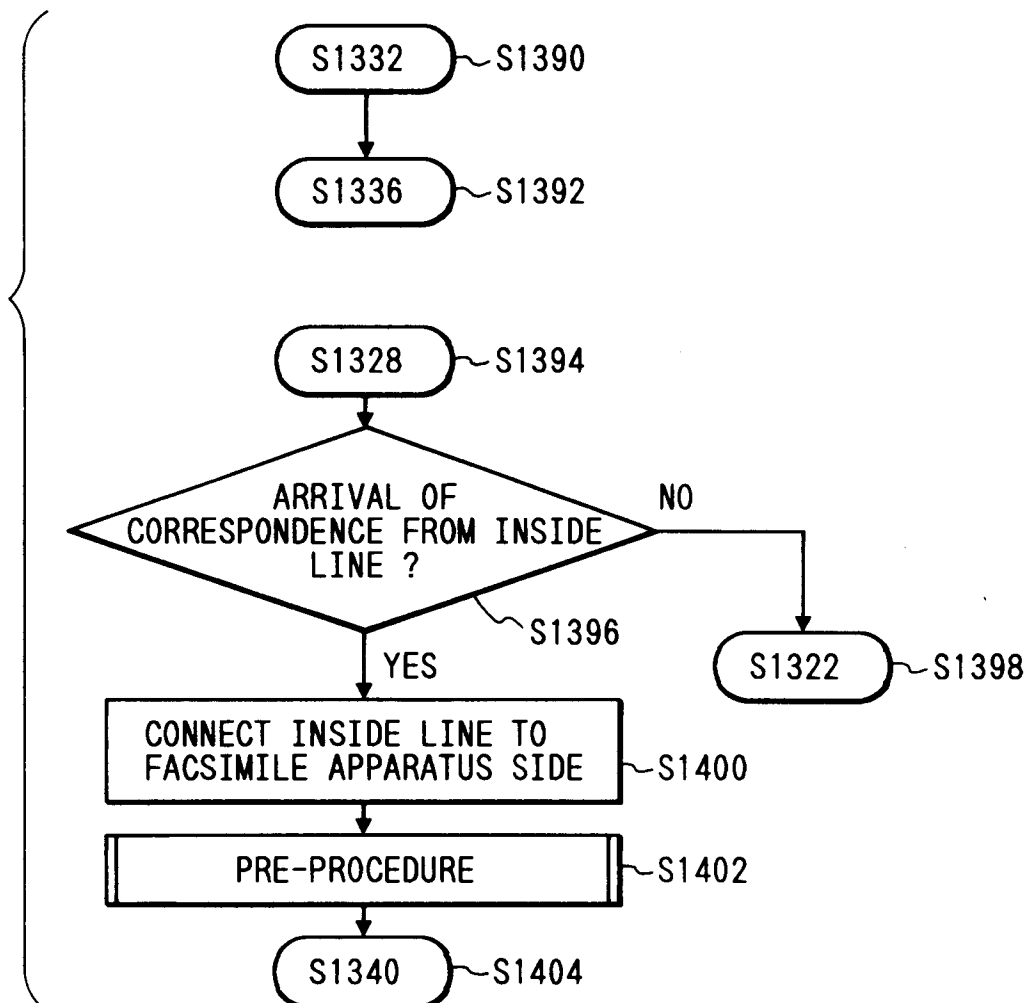 S1332 S1390
S1336 S1392
S1328 S1394
ARRIVAL OF
CORRESPONDENCE FROM INSIDE
LINE ?
NO
S1396
YES
S1322 S1398
CONNECT INSIDE LINE TO
FACSIMILE APPARATUS SIDE
S1400
PRE-PROCEDURE S1402
S1340 S1404